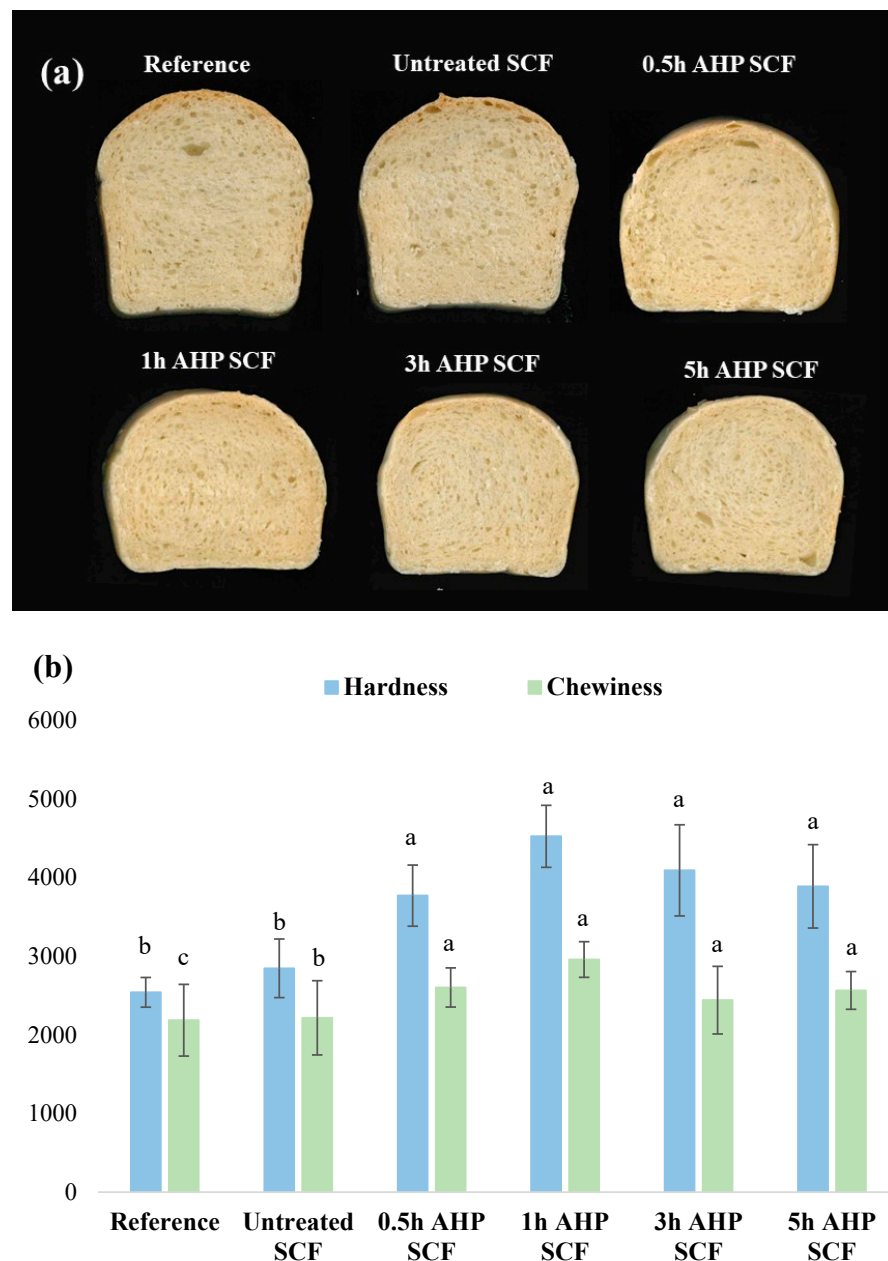 (a)
Reference
Untreated SCF
0.5h AHP SCF
1h AHP SCF
3h AHP SCF
5h AHP SCF
(b)
Hardness
Chewiness
6000
5000
4000
3000
2000
1000
0
b
c
b
b
a
a
a
a
a
a
a
a
Reference
Untreated
SCF
0.5h AHP
SCF
1h AHP
SCF
3h AHP
SCF
5h AHP
SCF